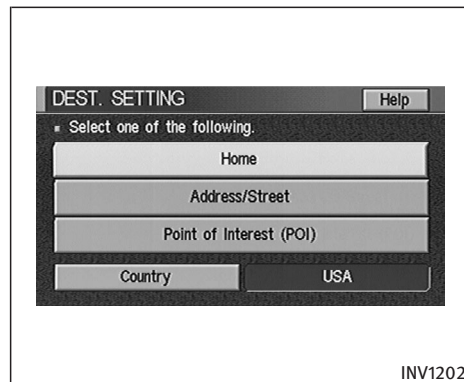 DEST. SETTING Help
Select one of the following.
Home
Address/Street
Point of Interest (POI)
Country USA
INV1202